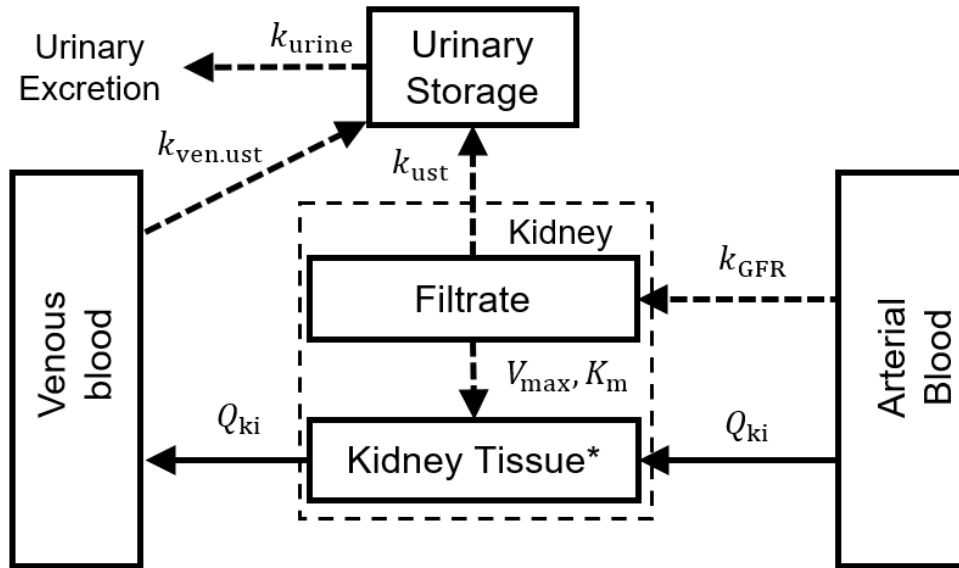 Urinary
Excretion
k_urine
Urinary
Storage
k_ven.ust
k_ust
Kidney
k_GFR
Filtrate
V_max, K_m
Venous
blood
Arterial
Blood
Q_ki
Kidney Tissue*
Q_ki